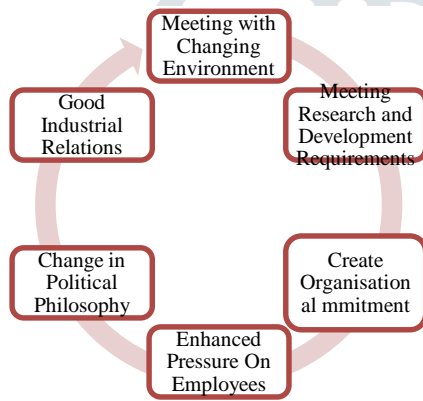 Meeting with
Changing
Environment
Meeting
Research and
Development
Requirements
Create
Organisation
al mmitment
Enhanced
Pressure On
Employees
Change in
Political
Philosophy
Good
Industrial
Relations